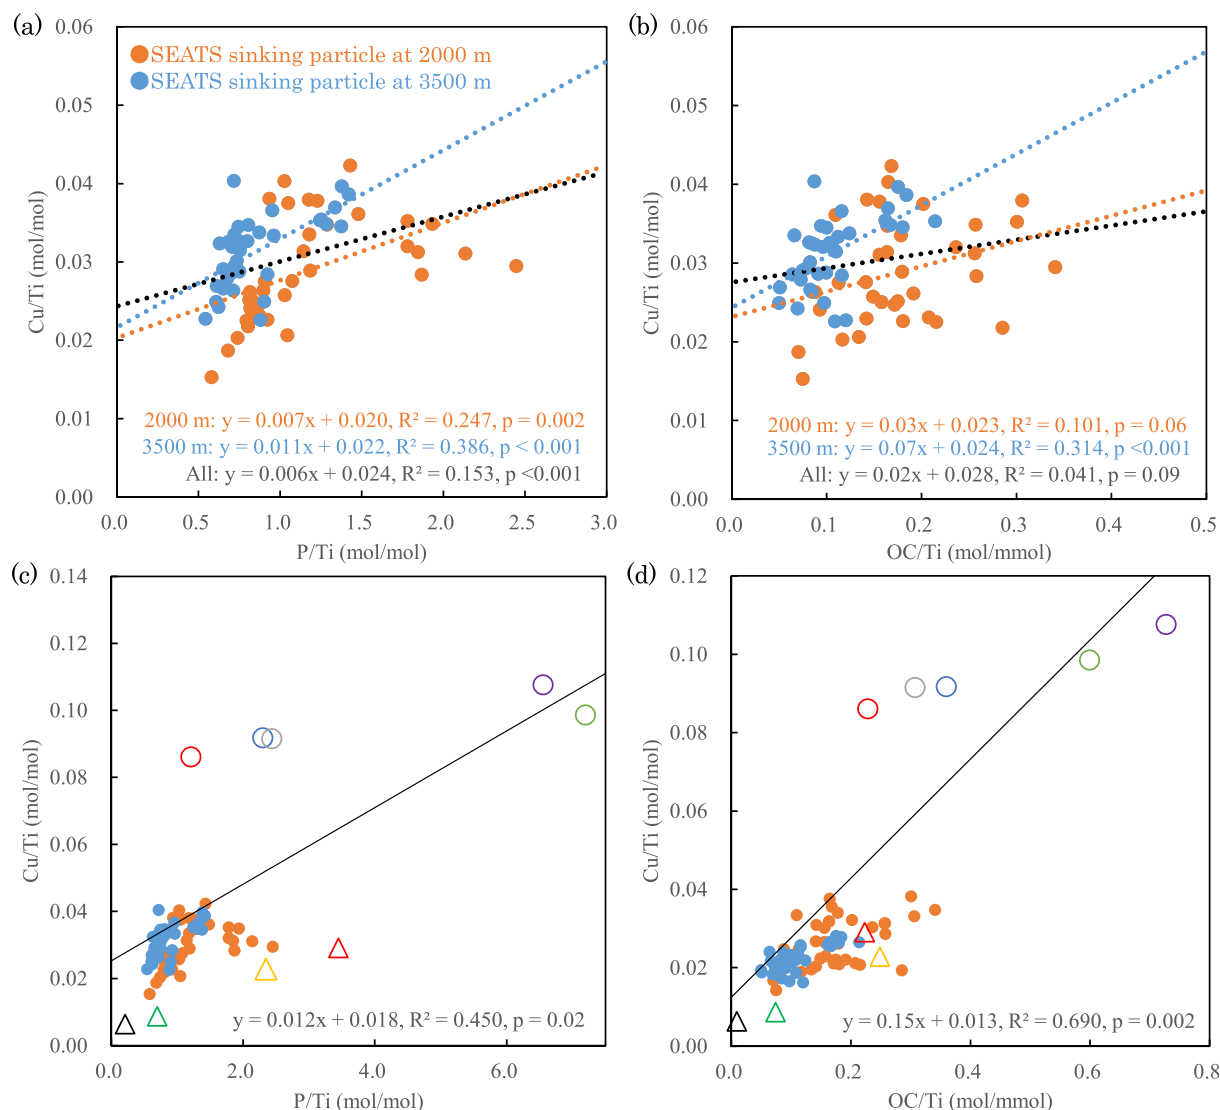 (a)
0.06
0.05
0.04
0.03
0.02
0.01
0.00
Cu/Ti (mol/mol)
SEATS sinking particle at 2000 m
SEATS sinking particle at 3500 m
2000 m: y = 0.007x + 0.020, R² = 0.247, p = 0.002
3500 m: y = 0.011x + 0.022, R² = 0.386, p < 0.001
All: y = 0.006x + 0.024, R² = 0.153, p <0.001
0.0 0.5 1.0 1.5 2.0 2.5 3.0
P/Ti (mol/mol)
(b)
0.06
0.05
0.04
0.03
0.02
0.01
0.00
Cu/Ti (mol/mol)
2000 m: y = 0.03x + 0.023, R² = 0.101, p = 0.06
3500 m: y = 0.07x + 0.024, R² = 0.314, p <0.001
All: y = 0.02x + 0.028, R² = 0.041, p = 0.09
0.0 0.1 0.2 0.3 0.4 0.5
OC/Ti (mol/mmol)
(c)
0.14
0.12
0.10
0.08
0.06
0.04
0.02
0.00
Cu/Ti (mol/mol)
y = 0.012x + 0.018, R² = 0.450, p = 0.02
0.0 2.0 4.0 6.0
P/Ti (mol/mol)
(d)
0.12
0.10
0.08
0.06
0.04
0.02
0.00
Cu/Ti (mol/mol)
y = 0.15x + 0.013, R² = 0.690, p = 0.002
0.0 0.2 0.4 0.6 0.8
OC/Ti (mol/mmol)